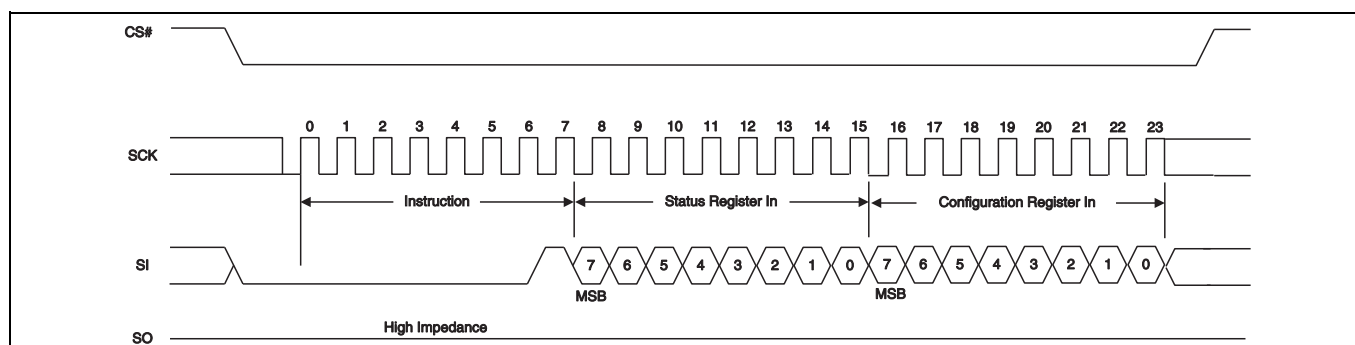 CS#
0 1 2 3 4 5 6 7 8 9 10 11 12 13 14 15 16 17 18 19 20 21 22 23
SCK
Instruction Status Register In Configuration Register In
SI 7 6 5 4 3 2 1 0 7 6 5 4 3 2 1 0
MSB MSB
High Impedance
SO